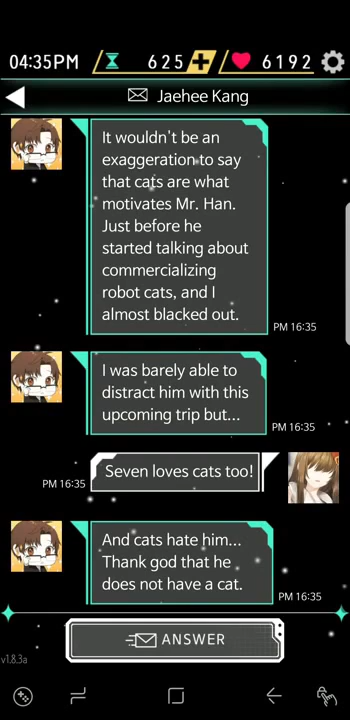 04:35PM 625 6192
Jaehee Kang
It wouldn't be an
exaggeration to say
that cats are what
motivates Mr. Han.
Just before he
started talking about
commercializing
robot cats, and I
almost blacked out.
PM 16:35
I was barely able to
distract him with this
upcoming trip but...
PM 16:35
Seven loves cats too!
PM 16:35
And cats hate him...
Thank god that he
does not have a cat.
PM 16:35
ANSWER
v1.8.3a